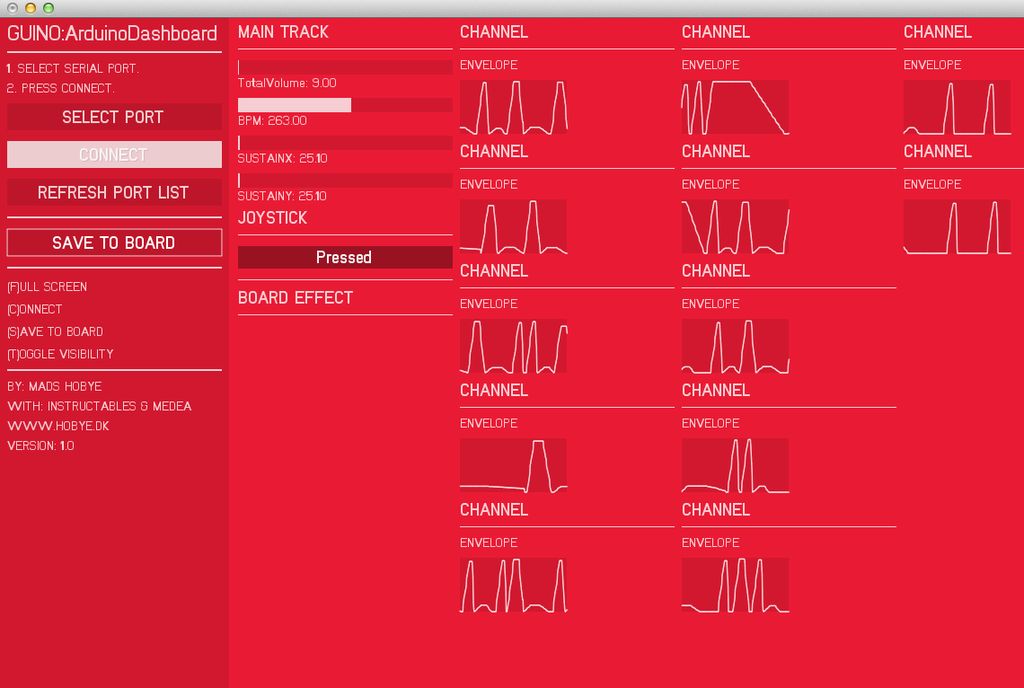 GUINO:ArduinoDashboard
1. SELECT SERIAL PORT.
2. PRESS CONNECT.
SELECT PORT
CONNECT
REFRESH PORT LIST
SAVE TO BOARD
(F)ULL SCREEN
(C)ONNECT
(S)AVE TO BOARD
(T)OGGLE VISIBILITY
BY: MADS HOBYE
WITH: INSTRUCTABLES & MEDEA
WWW.HOBYE.DK
VERSION: 1.0
MAIN TRACK
TotalVolume: 9.00
BPM: 263.00
SUSTAINX: 25.10
SUSTAINY: 25.10
JOYSTICK
Pressed
BOARD EFFECT
CHANNEL
ENVELOPE
CHANNEL
ENVELOPE
CHANNEL
ENVELOPE
CHANNEL
ENVELOPE
CHANNEL
ENVELOPE
CHANNEL
ENVELOPE
CHANNEL
ENVELOPE
CHANNEL
ENVELOPE
CHANNEL
ENVELOPE
CHANNEL
ENVELOPE
CHANNEL
ENVELOPE
CHANNEL
ENVELOPE